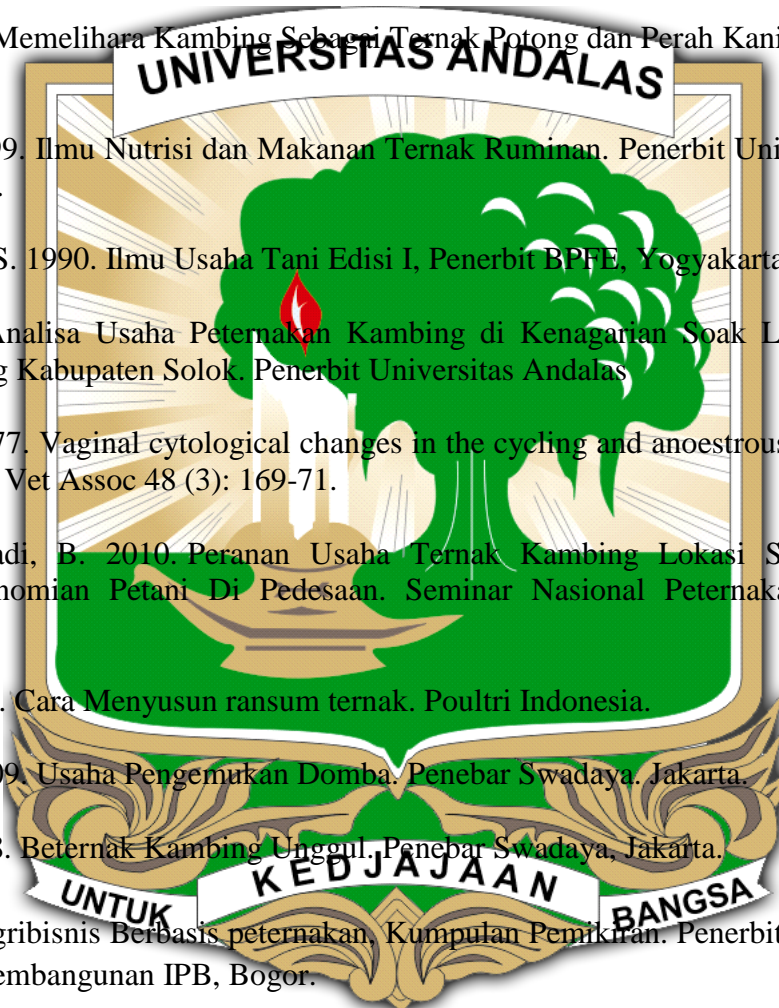 Memelihara Kambing Sebagai Ternak Potong dan Perah Kani
UNIVERSITAS ANDALAS
99. Ilmu Nutrisi dan Makanan Ternak Ruminan. Penerbit Uni
.
S. 1990. Ilmu Usaha Tani Edisi I, Penerbit BPFE, Yogyakarta
Analisa Usaha Peternakan Kambing di Kenagarian Soak L
g Kabupaten Solok. Penerbit Universitas Andalas
77. Vaginal cytological changes in the cycling and anoestrous
Vet Assoc 48 (3): 169-71.
adi, B. 2010. Peranan Usaha Ternak Kambing Lokasi S
nomian Petani Di Pedesaan. Seminar Nasional Peternaka
. Cara Menyusun ransum ternak. Poultri Indonesia.
09. Usaha Pengemukan Domba. Penebar Swadaya. Jakarta.
3. Beternak Kambing Unggul. Penebar Swadaya, Jakarta.
UNTUK KEDJAJAAN BANGSA
gribisnis Berbasis peternakan, Kumpulan Pemikiran. Penerbit
embangunan IPB, Bogor.